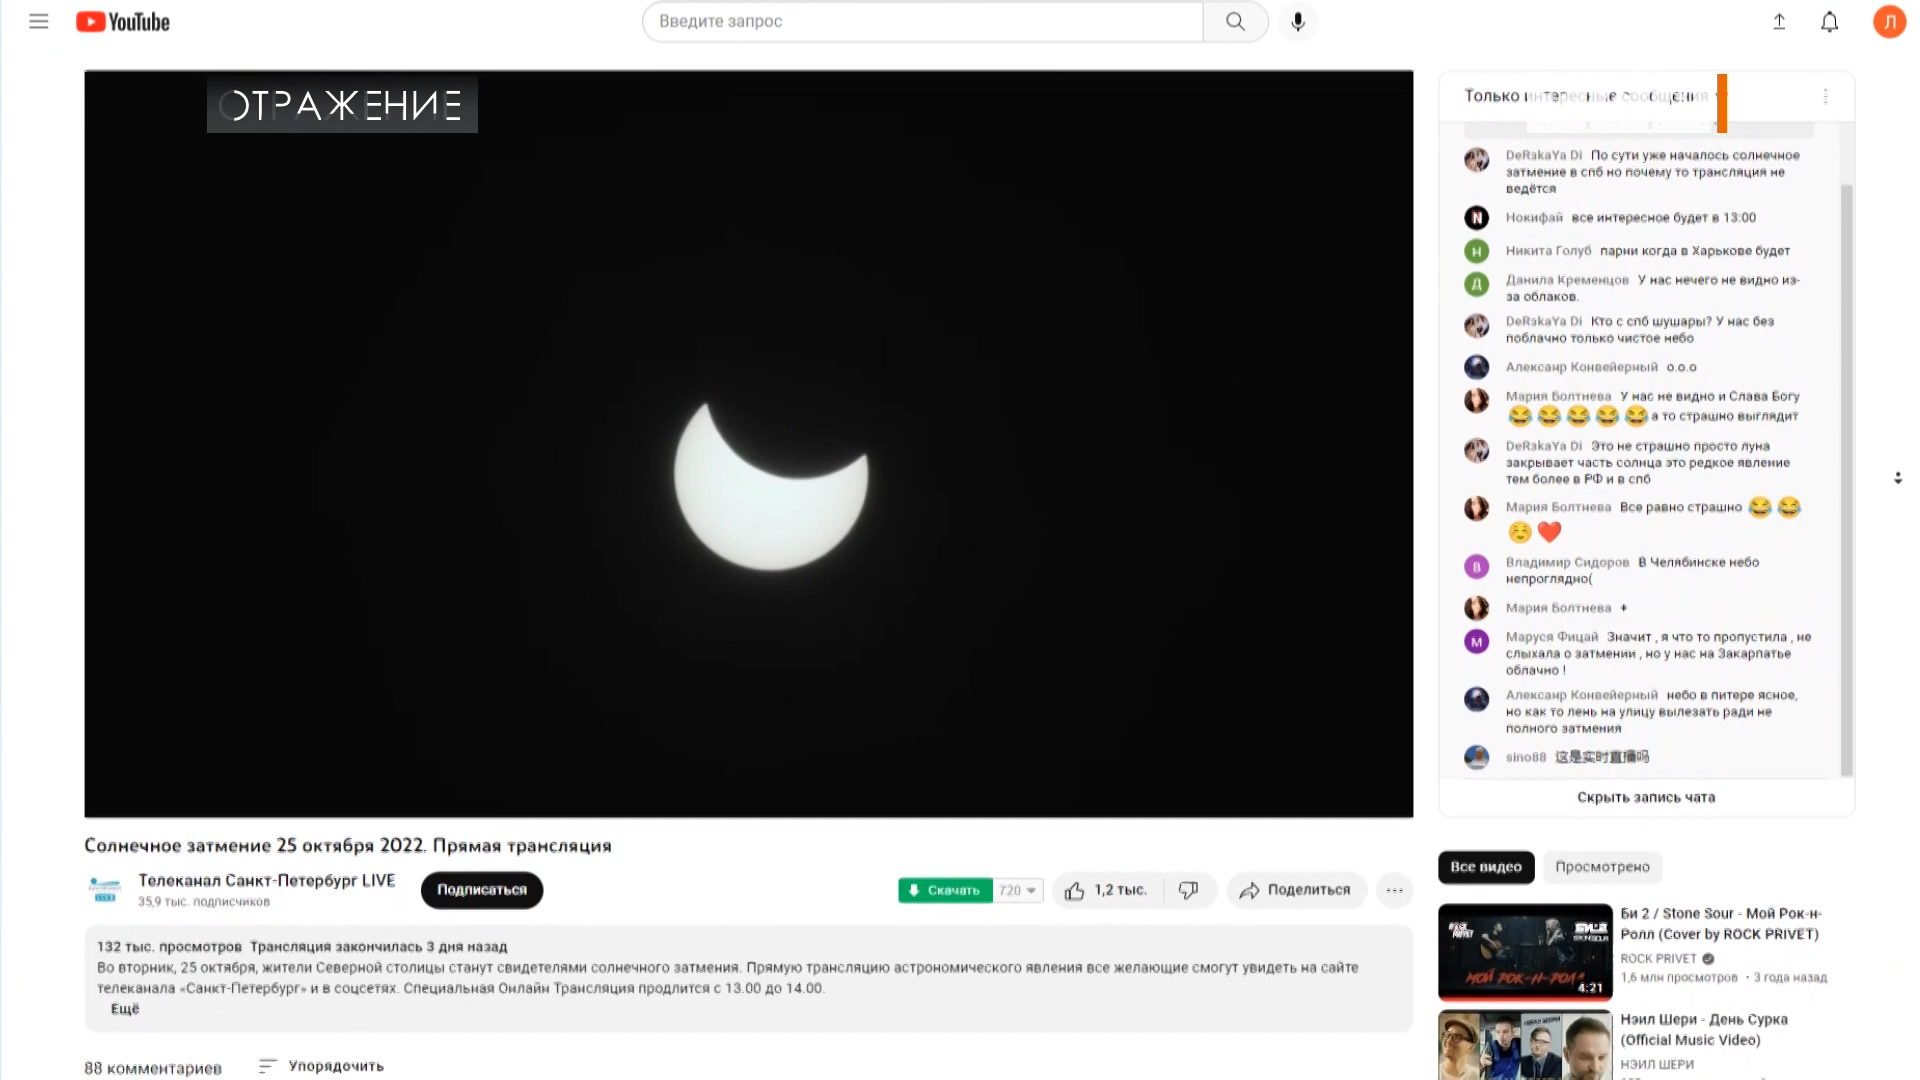 YouTube
Введите запрос
Л
ОТРАЖЕНИЕ
Только интересные сообщения
DeRзkaYa Di По сути уже началось солнечное
затмение в спб но почему то трансляция не
ведётся
Нокифай все интересное будет в 13:00
Никита Голуб парни когда в Харькове будет
Данила Кременцов У нас нечего не видно из-
за облаков.
DeRзkaYa Di Кто с спб шушары? У нас без
поблачно только чистое небо
Алексанр Конвейерный о.о.о
Мария Болтнева У нас не видно и Слава Богу
а то страшно выглядит
DeRзkaYa Di Это не страшно просто луна
закрывает часть солнца это редкое явление
тем более в РФ и в спб
Мария Болтнева Все равно страшно
Владимир Сидоров В Челябинске небо
непроглядно(
Мария Болтнева +
Маруся Фицай Значит , я что то пропустила , не
слыхала о затмении , но у нас на Закарпатье
облачно !
Алексанр Конвейерный небо в питере ясное,
но как то лень на улицу вылезать ради не
полного затмения
sino88 这是实时直播吗
Скрыть запись чата
Солнечное затмение 25 октября 2022. Прямая трансляция
Телеканал Санкт-Петербург LIVE
35,9 тыс. подписчиков
Подписаться
Скачать 720
1,2 тыс.
Поделиться
132 тыс. просмотров Трансляция закончилась 3 дня назад
Во вторник, 25 октября, жители Северной столицы станут свидетелями солнечного затмения. Прямую трансляцию астрономического явления все желающие смогут увидеть на сайте
телеканала «Санкт-Петербург» и в соцсетях. Специальная Онлайн Трансляция продлится с 13.00 до 14.00.
Ещё
88 комментариев
Упорядочить
Все видео
Просмотрено
МОЙ РОК-Н-РОЛЛ
4:21
Би 2 / Stone Sour - Мой Рок-н-
Ролл (Cover by ROCK PRIVET)
ROCK PRIVET
1,6 млн просмотров • 3 года назад
Нэил Шери - День Сурка
(Official Music Video)
НЭИЛ ШЕРИ